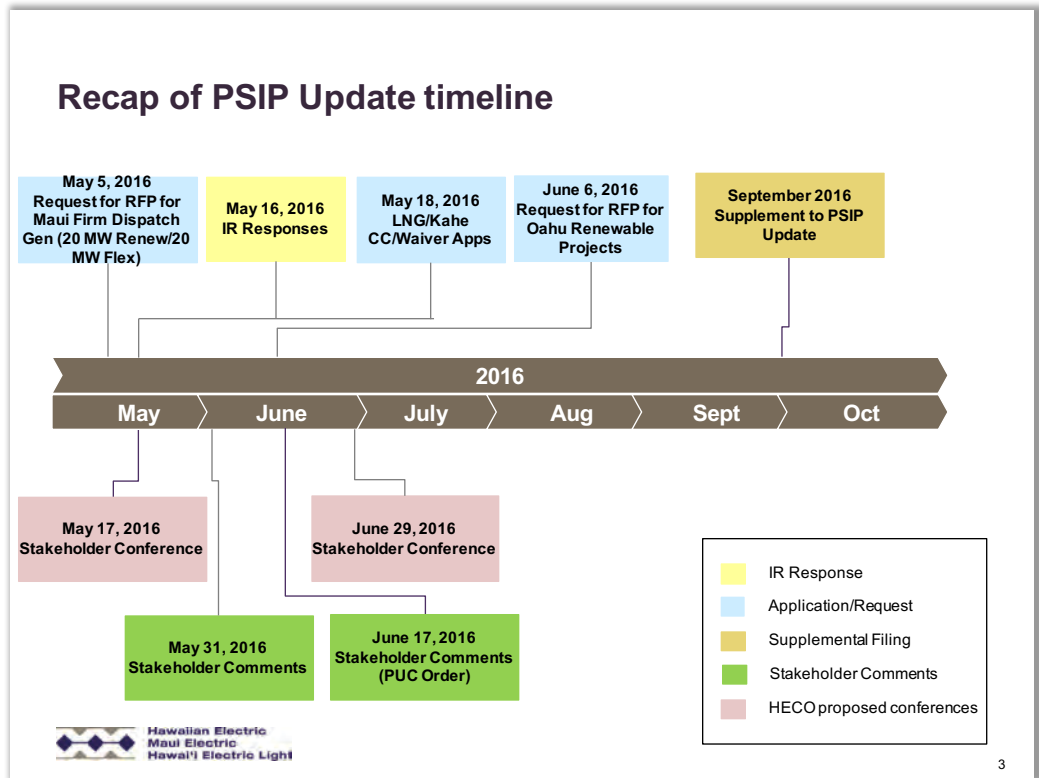 Recap of PSIP Update timeline
May 5, 2016
Request for RFP for
Maui Firm Dispatch
Gen (20 MW Renew/20
MW Flex)
May 16, 2016
IR Responses
May 18, 2016
LNG/Kahe
CC/Waiver Apps
June 6, 2016
Request for RFP for
Oahu Renewable
Projects
September 2016
Supplement to PSIP
Update
2016
May
June
July
Aug
Sept
Oct
May 17, 2016
Stakeholder Conference
June 29, 2016
Stakeholder Conference
May 31, 2016
Stakeholder Comments
June 17, 2016
Stakeholder Comments
(PUC Order)
IR Response
Application/Request
Supplemental Filing
Stakeholder Comments
HECO proposed conferences
Hawaiian Electric
Maui Electric
Hawai'i Electric Light
3